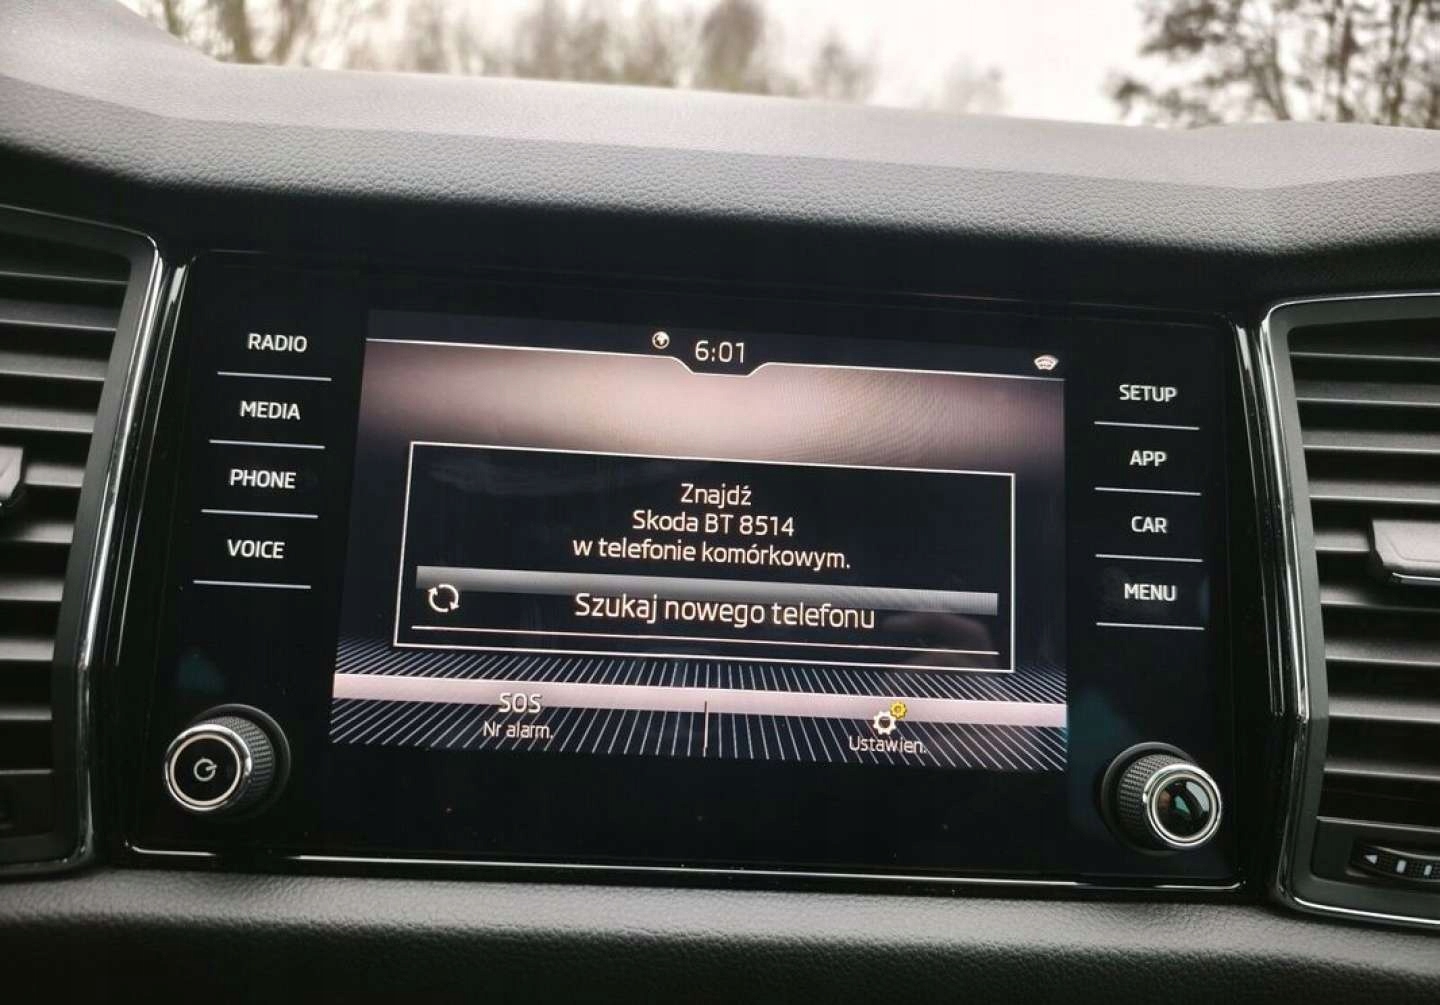 6:01
RADIO
MEDIA
PHONE
VOICE
Znajdź
Skoda BT 8514
w telefonie komórkowym.
Szukaj nowego telefonu
SOS
Nr alarm.
Ustawien.
SETUP
APP
CAR
MENU